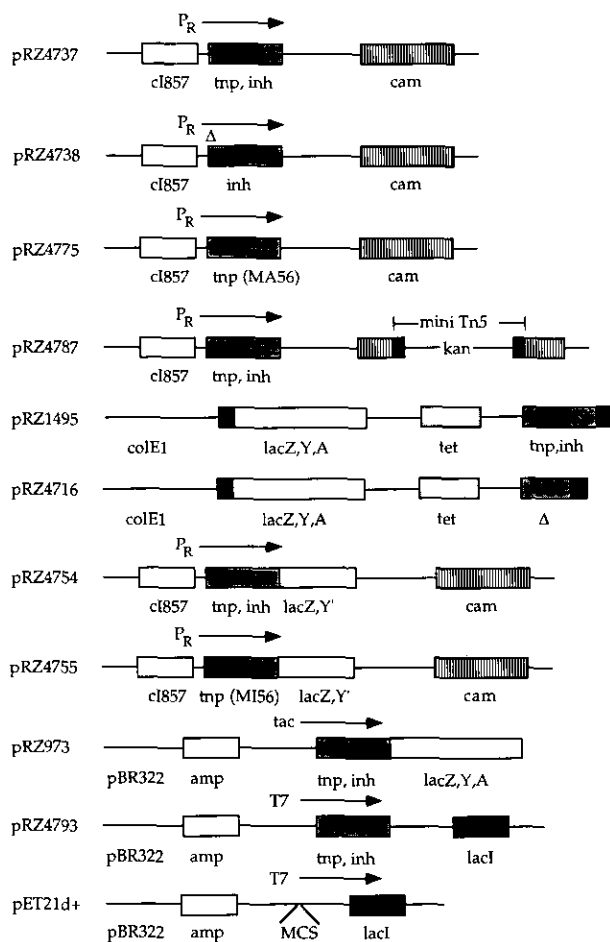 P_R
pRZ4737
cI857 tnp, inh cam
P_R
Δ
pRZ4738
cI857 inh cam
P_R
pRZ4775
cI857 tnp (MA56) cam
P_R
mini Tn5
pRZ4787
kan
cI857 tnp, inh
pRZ1495
colE1 lacZ,Y,A tet tnp,inh
pRZ4716
colE1 lacZ,Y,A tet Δ
P_R
pRZ4754
cI857 tnp, inh lacZ,Y'
cam
P_R
pRZ4755
cI857 tnp (MI56) lacZ,Y' cam
tac
pRZ973
pBR322 amp tnp, inh lacZ,Y,A
T7
pRZ4793
pBR322 amp tnp, inh lacI
T7
pET21d+
pBR322 amp MCS lacI